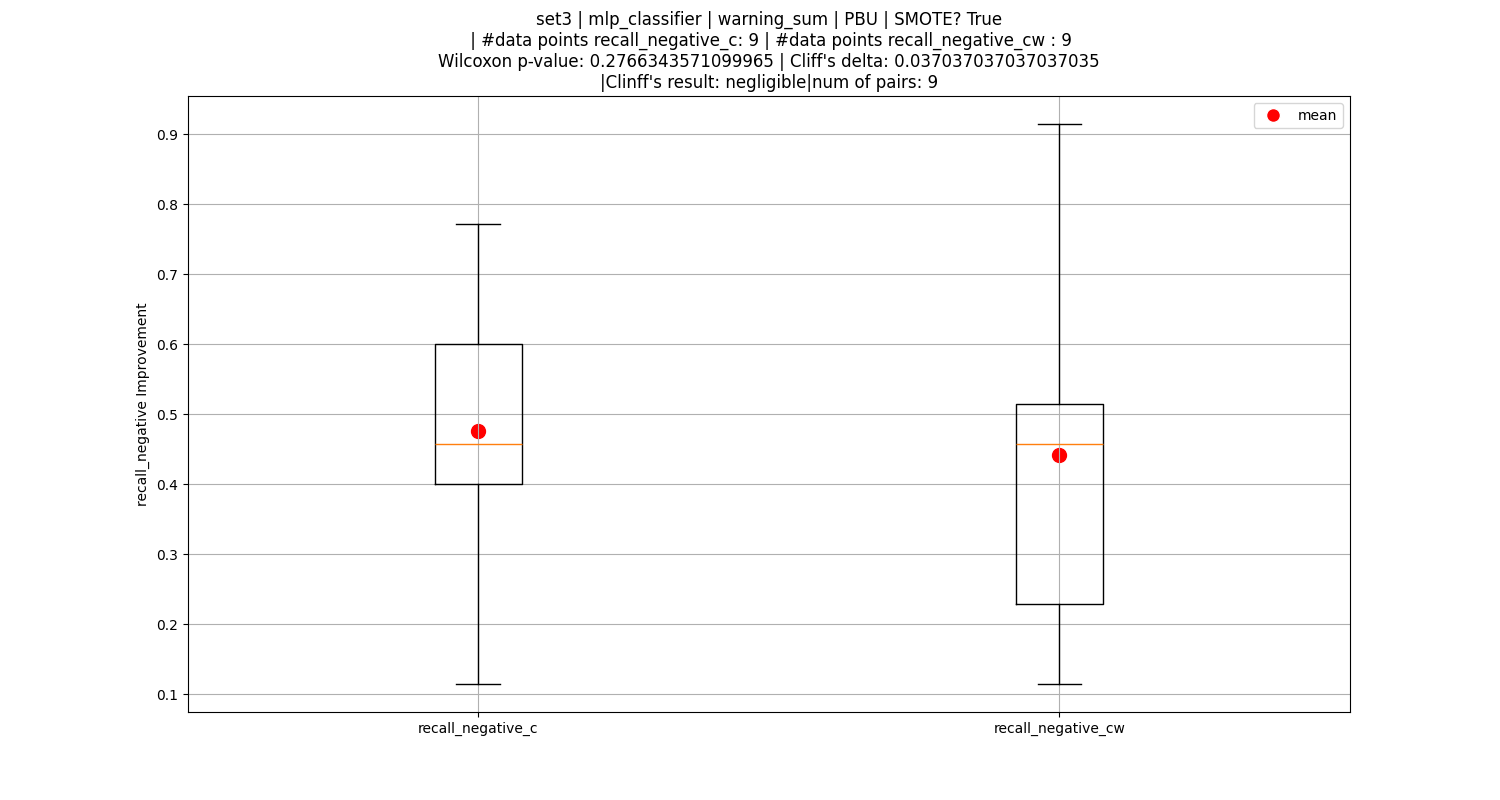 set3 | mlp_classifier | warning_sum | PBU | SMOTE? True
| #data points recall_negative_c: 9 | #data points recall_negative_cw : 9
Wilcoxon p-value: 0.2766343571099965 | Cliff's delta: 0.037037037037037035
|Clinff's result: negligible|num of pairs: 9
mean
0.9
0.8
0.7
0.6
0.5
0.4
0.3
0.2
0.1
recall_negative Improvement
recall_negative_c
recall_negative_cw